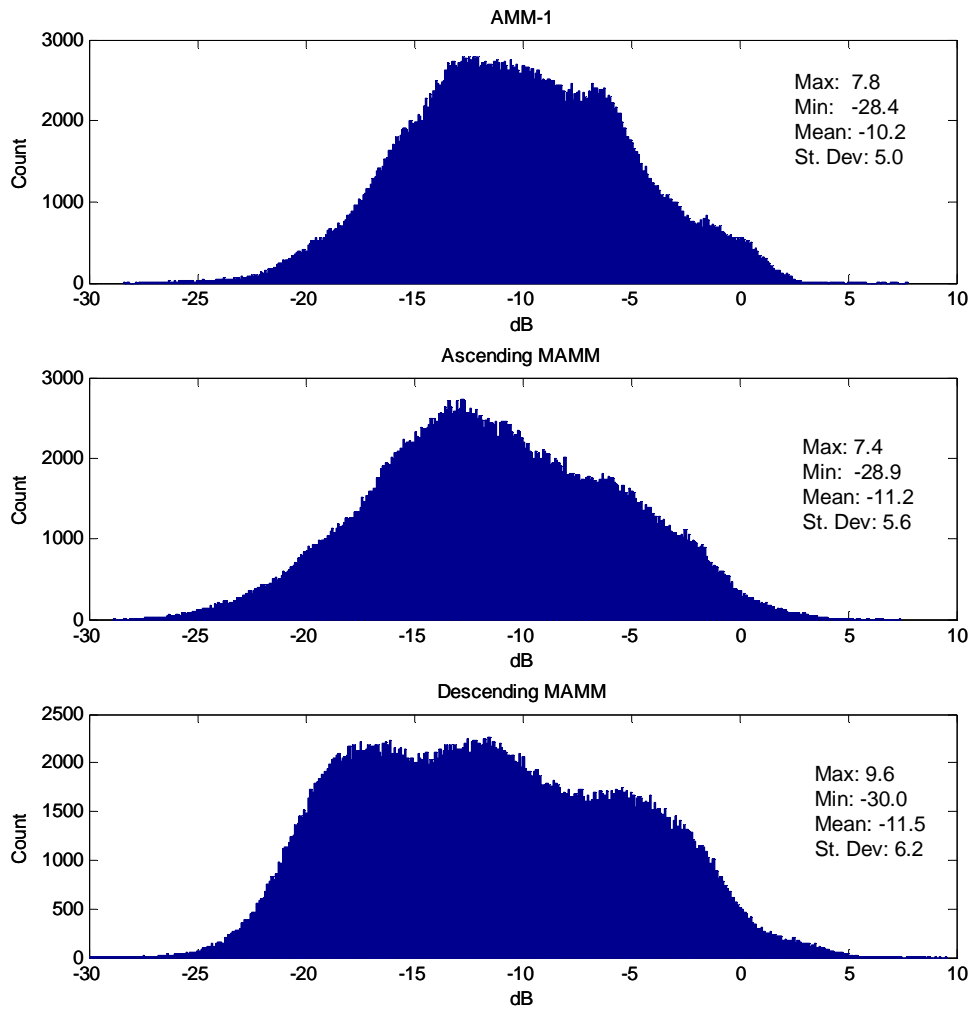 AMM-1
3000
2000
1000
0
Count
-30 -25 -20 -15 -10 -5 0 5 10
dB
Max: 7.8
Min: -28.4
Mean: -10.2
St. Dev: 5.0
Ascending MAMM
3000
2000
1000
0
Count
-30 -25 -20 -15 -10 -5 0 5 10
dB
Max: 7.4
Min: -28.9
Mean: -11.2
St. Dev: 5.6
Descending MAMM
2500
2000
1500
1000
500
0
Count
-30 -25 -20 -15 -10 -5 0 5 10
dB
Max: 9.6
Min: -30.0
Mean: -11.5
St. Dev: 6.2